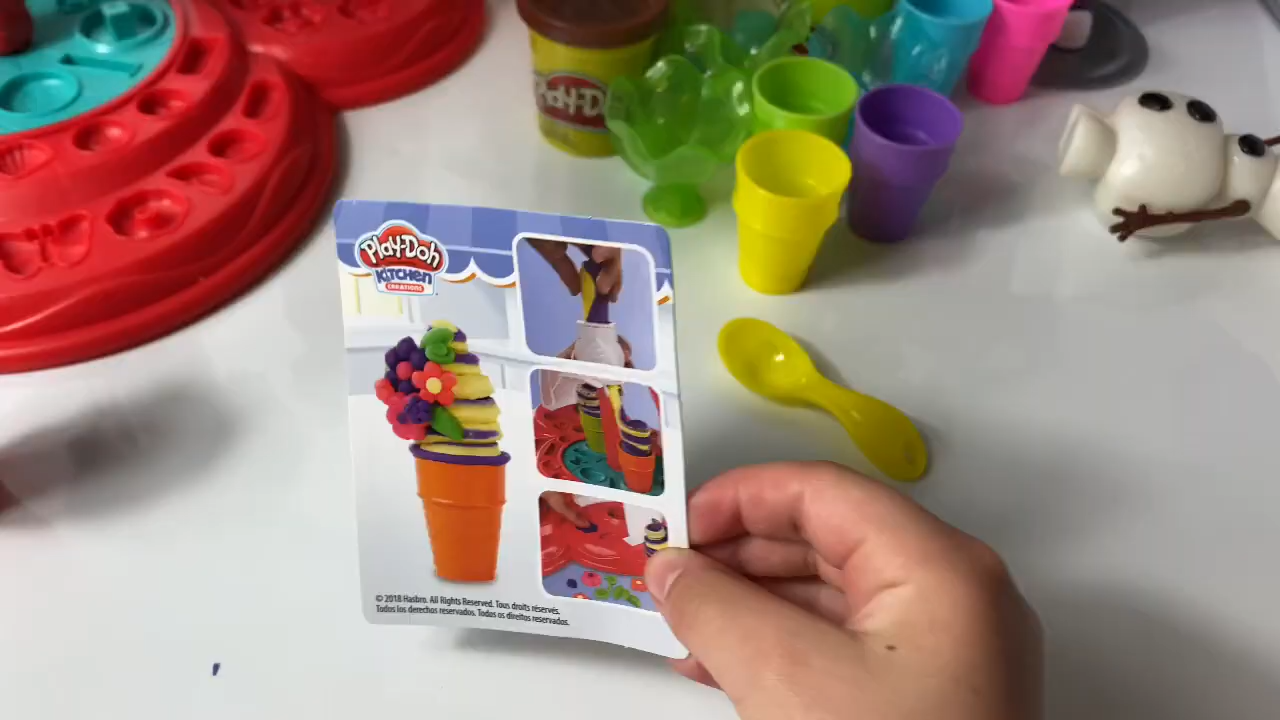 PLAY-DOH
PLAY-DOH
KITCHEN
CREATIONS
© 2018 Hasbro. All Rights Reserved. Tous droits réservés.
Todos los derechos reservados. Todos os direitos reservados.